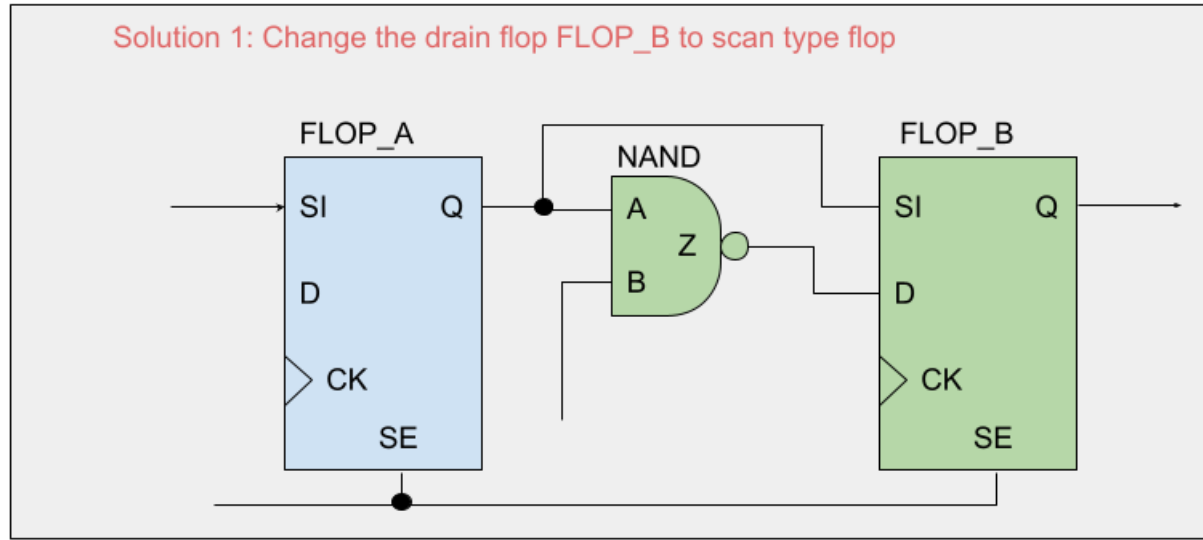 Solution 1: Change the drain flop FLOP_B to scan type flop
FLOP_A
NAND
FLOP_B
SI
Q
D
CK
SE
A
Z
B
SI
Q
D
CK
SE